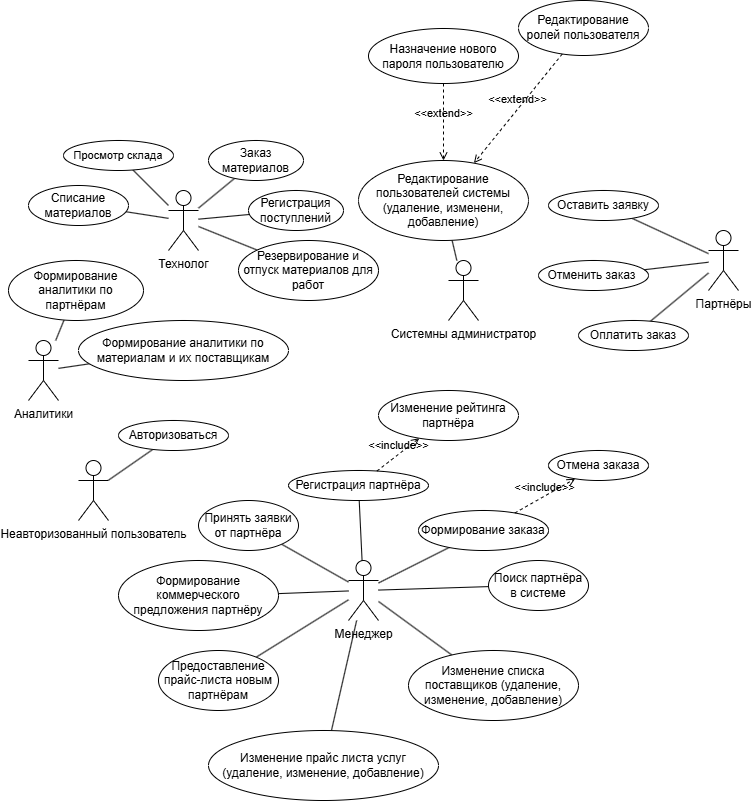 Редактирование
ролей пользователя
Назначение нового
пароля пользователю
<<extend>>
<<extend>>
Просмотр склада
Заказ
материалов
Списание
материалов
Регистрация
поступлений
Технолог
Резервирование и
отпуск материалов для
работ
Редактирование
пользователей системы
(удаление, изменени,
добавление)
Системны администратор
Оставить заявку
Отменить заказ
Оплатить заказ
Партнёры
Формирование
аналитики по
партнёрам
Формирование аналитики по
материалам и их поставщикам
Аналитики
Авторизоваться
Неавторизованный пользователь
Изменение рейтинга
партнёра
<<include>>
Регистрация партнёра
Отмена заказа
<<include>>
Формирование заказа
Принять заявки
от партнёра
Формирование
коммерческого
предложения партнёру
Поиск партнёра
в системе
Менеджер
Предоставление
прайс-листа новым
партнёрам
Изменение списка
поставщиков (удаление,
изменение, добавление)
Изменение прайс листа услуг
(удаление, изменение, добавление)